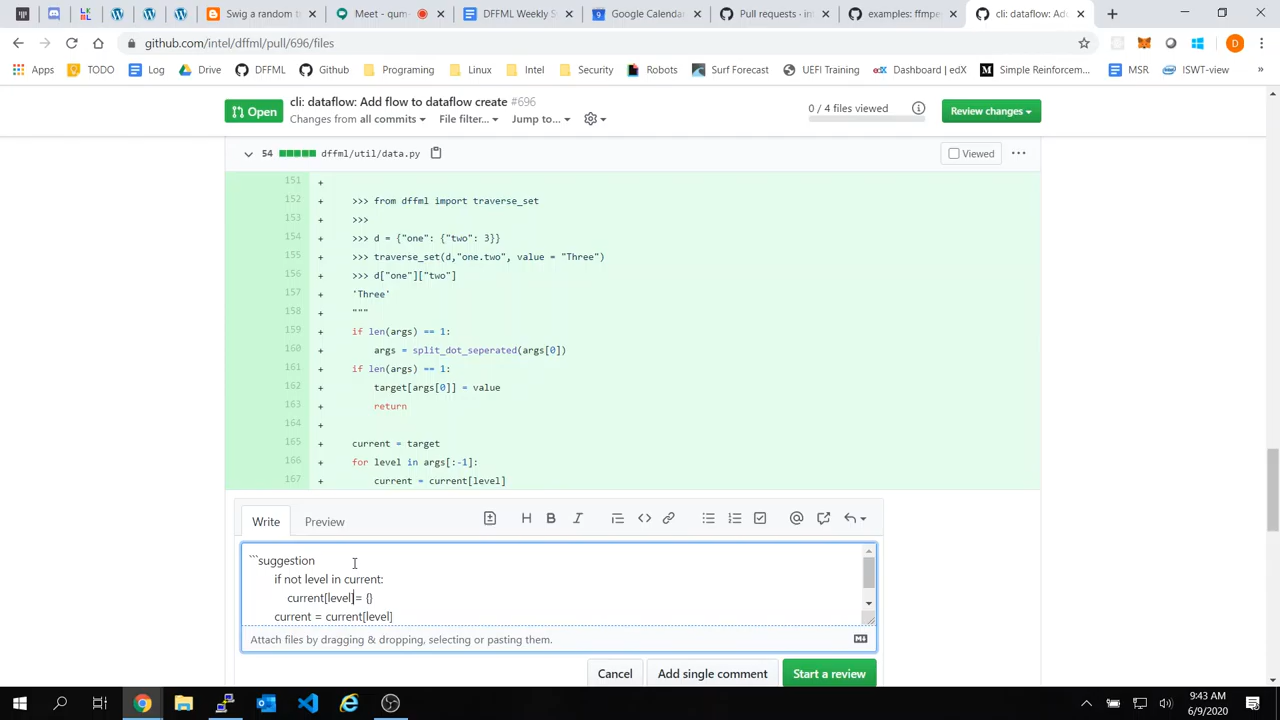 Swig a random t
Meet - qum-
DFFML Weekly S
Google Calenda
Pull requests · in
examples: ffmpe
cli: dataflow: Add
github.com/intel/dffml/pull/696/files
Apps
TODO
Log
Drive
DFFML
Github
Programing
Linux
Intel
Security
Robots
Surf Forecast
UEFI Training
Dashboard | edX
Simple Reinforcem...
MSR
ISWT-view
»
Open
cli: dataflow: Add flow to dataflow create #696
Changes from all commits
File filter...
Jump to...
0 / 4 files viewed
Review changes
54 dffml/util/data.py
Viewed
151 +
152 + >>> from dffml import traverse_set
153 + >>>
154 + >>> d = {"one": {"two": 3}}
155 + >>> traverse_set(d,"one.two", value = "Three")
156 + >>> d["one"]["two"]
157 + 'Three'
158 + """
159 + if len(args) == 1:
160 + args = split_dot_seperated(args[0])
161 + if len(args) == 1:
162 + target[args[0]] = value
163 + return
164 +
165 + current = target
166 + for level in args[:-1]:
167 + current = current[level]
Write
Preview
```suggestion
if not level in current:
current[level]= {}
current = current[level]
Attach files by dragging & dropping, selecting or pasting them.
Cancel
Add single comment
Start a review
9:43 AM
6/9/2020